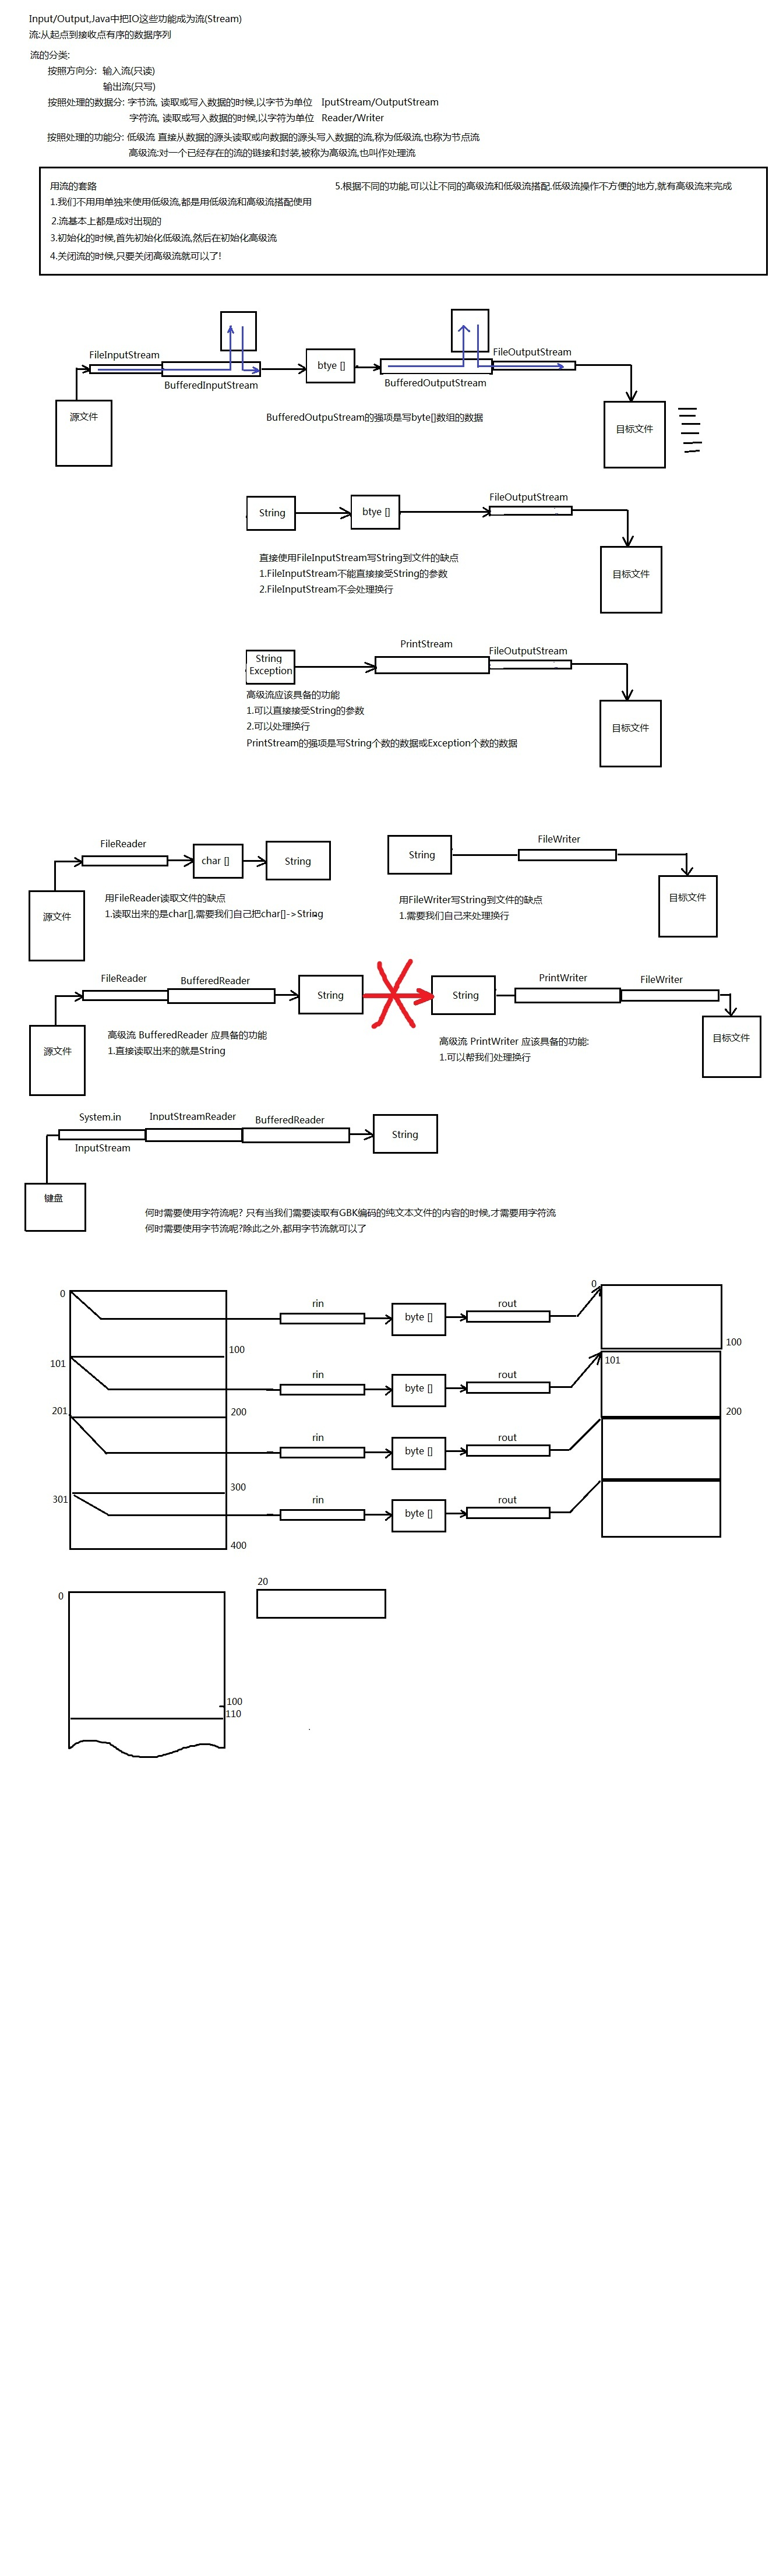 Input/Output,Java中把IO这些功能成为流(Stream)
流:从起点到接收点有序的数据序列
流的分类:
按照方向分: 输入流(只读)
输出流(只写)
按照处理的数据分: 字节流, 读取或写入数据的时候,以字节为单位 IputStream/OutputStream
字符流, 读取或写入数据的时候,以字符为单位 Reader/Writer
按照处理的功能分: 低级流 直接从数据的源头读取或向数据的源头写入数据的流,称为低级流,也称为节点流
高级流:对一个已经存在的流的链接和封装,被称为高级流,也叫作处理流
用流的套路
1.我们不用用单独来使用低级流,都是用低级流和高级流搭配使用
2.流基本上都是成对出现的
3.初始化的时候,首先初始化低级流,然后在初始化高级流
4.关闭流的时候,只要关闭高级流就可以了!
5.根据不同的功能,可以让不同的高级流和低级流搭配.低级流操作不方便的地方,就有高级流来完成
FileInputStream
BufferedInputStream
btye []
BufferedOutputStream
FileOutputStream
源文件
目标文件
BufferedOutpuStream的强项是写byte[]数组的数据
String
btye []
FileOutputStream
目标文件
直接使用FileInputStream写String到文件的缺点
1.FileInputStream不能直接接受String的参数
2.FileInputStream不会处理换行
String
Exception
PrintStream
FileOutputStream
目标文件
高级流应该具备的功能
1.可以直接接受String的参数
2.可以处理换行
PrintStream的强项是写String个数的数据或Exception个数的数据
FileReader
char []
String
源文件
用FileReader读取文件的缺点
1.读取出来的是char[],需要我们自己把char[]->String
String
FileWriter
目标文件
用FileWriter写String到文件的缺点
1.需要我们自己来处理换行
FileReader
BufferedReader
String
源文件
高级流 BufferedReader 应具备的功能
1.直接读取出来的就是String
String
PrintWriter
FileWriter
目标文件
高级流 PrintWriter 应该具备的功能:
1.可以帮我们处理换行
System.in
InputStreamReader
BufferedReader
InputStream
String
键盘
何时需要使用字符流呢? 只有当我们需要读取有GBK编码的纯文本文件的内容的时候,才需要用字符流
何时需要使用字节流呢?除此之外,都用字节流就可以了
0
rin
byte []
rout
0
100
100
101
rin
byte []
rout
101
200
200
201
rin
byte []
rout
300
301
rin
byte []
rout
400
0
20
100
110